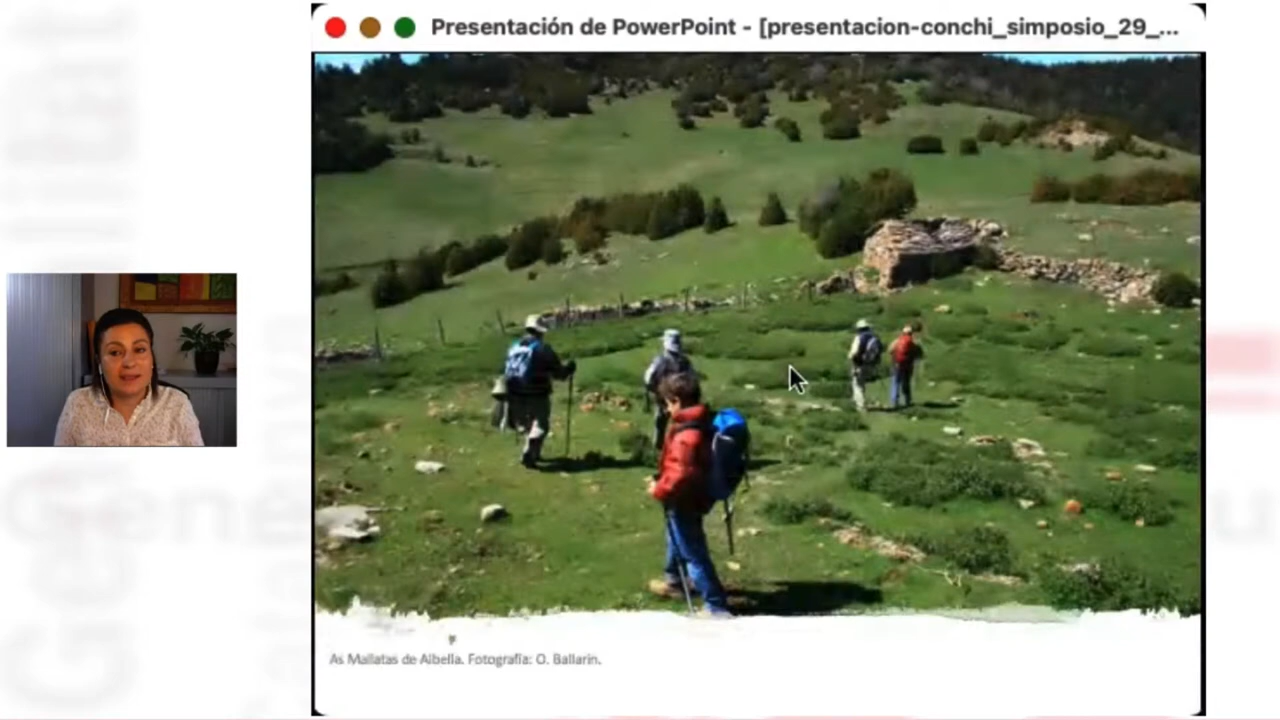 Presentación de PowerPoint - [presentacion-conchi_simposio_29_...
As Mallatas de Albella. Fotografía: O. Ballarín.